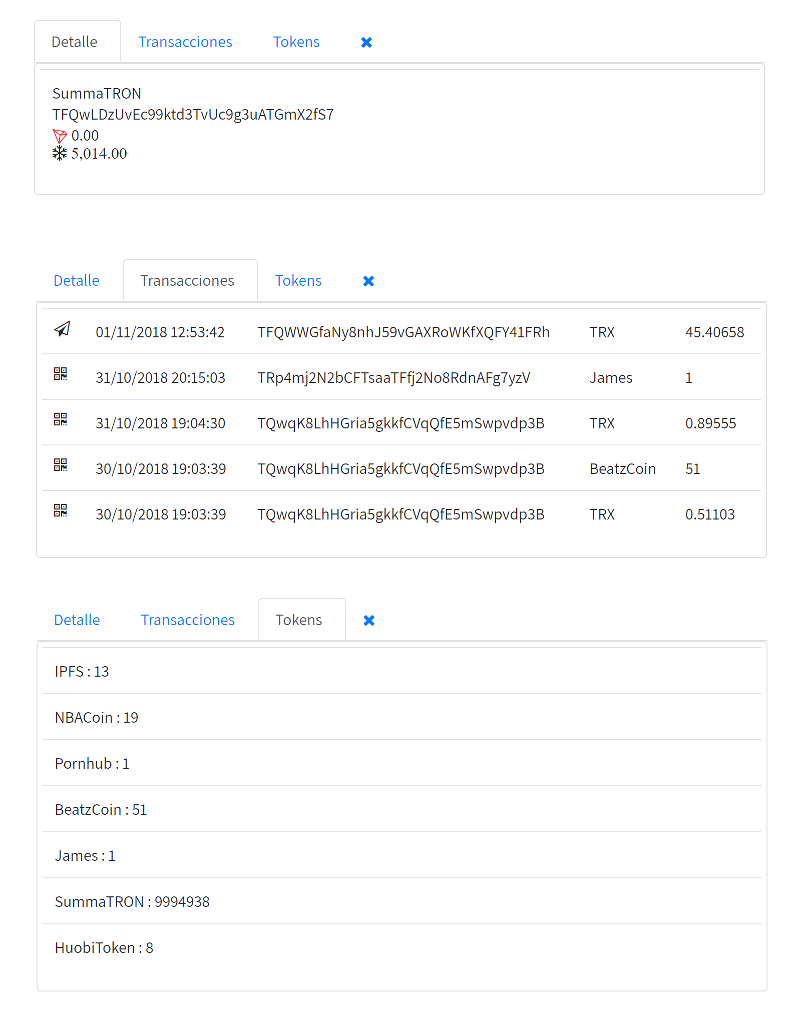 Detalle Transacciones Tokens
SummaTRON
TFQwLDzUvEc99ktd3TvUc9g3uATGmX2fS7
0.00
5,014.00
Detalle Transacciones Tokens
01/11/2018 12:53:42 TFQWWGfaNy8nhJ59vGAXRoWKfXQFY41FRh TRX 45.40658
31/10/2018 20:15:03 TRp4mj2N2bCFTsaaTFfj2No8RdnAFg7yzV James 1
31/10/2018 19:04:30 TQwqK8LhHGria5gkkfCVqQfE5mSwpvdp3B TRX 0.89555
30/10/2018 19:03:39 TQwqK8LhHGria5gkkfCVqQfE5mSwpvdp3B BeatzCoin 51
30/10/2018 19:03:39 TQwqK8LhHGria5gkkfCVqQfE5mSwpvdp3B TRX 0.51103
Detalle Transacciones Tokens
IPFS : 13
NBACoin : 19
Pornhub : 1
BeatzCoin : 51
James : 1
SummaTRON : 9994938
HuobiToken : 8